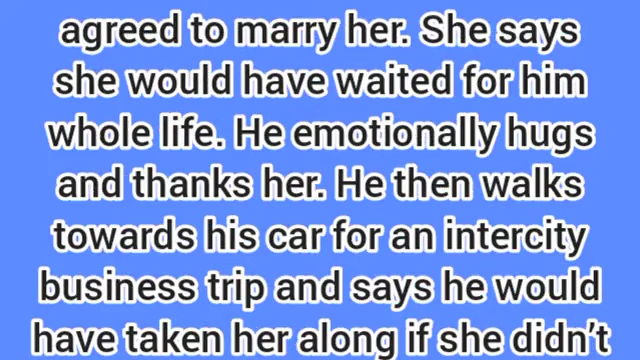 agreed to marry her. She says
she would have waited for him
whole life. He emotionally hugs
and thanks her. He then walks
towards his car for an intercity
business trip and says he would
have taken her along if she didn’t